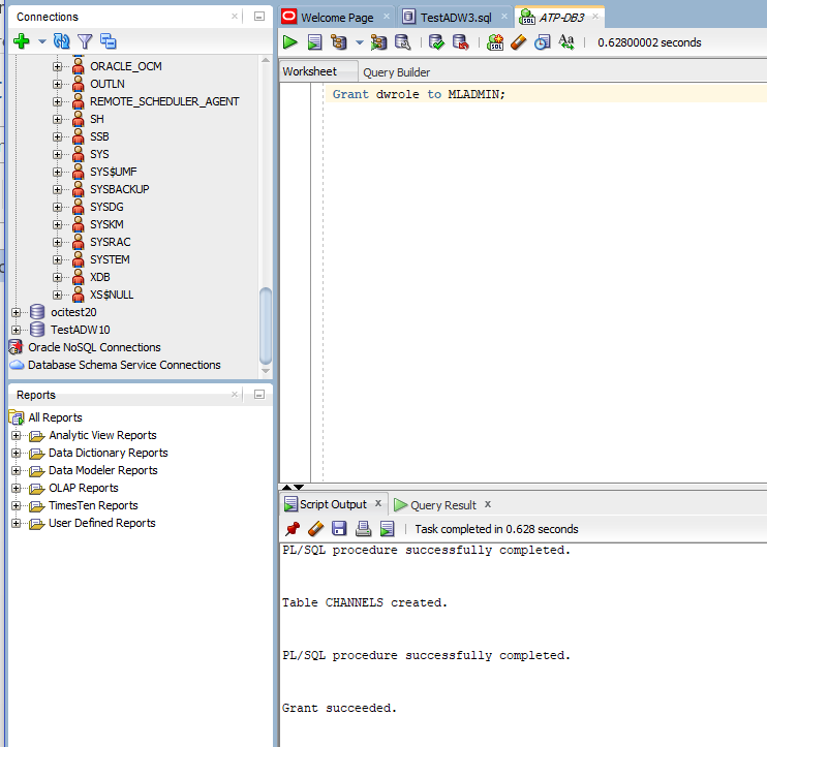 Connections
ORACLE_OCM
OUTLN
REMOTE_SCHEDULER_AGENT
SH
SSB
SYS
SYS$UMF
SYSBACKUP
SYSDG
SYSKM
SYSRAC
SYSTEM
XDB
XS$NULL
ocitest20
TestADW10
Oracle NoSQL Connections
Database Schema Service Connections
Reports
All Reports
Analytic View Reports
Data Dictionary Reports
Data Modeler Reports
OLAP Reports
TimesTen Reports
User Defined Reports
Welcome Page
TestADW3.sql
ATP-DB3
0.62800002 seconds
Worksheet
Query Builder
Grant dwrole to MLADMIN;
Script Output
Query Result
Task completed in 0.628 seconds
PL/SQL procedure successfully completed.
Table CHANNELS created.
PL/SQL procedure successfully completed.
Grant succeeded.